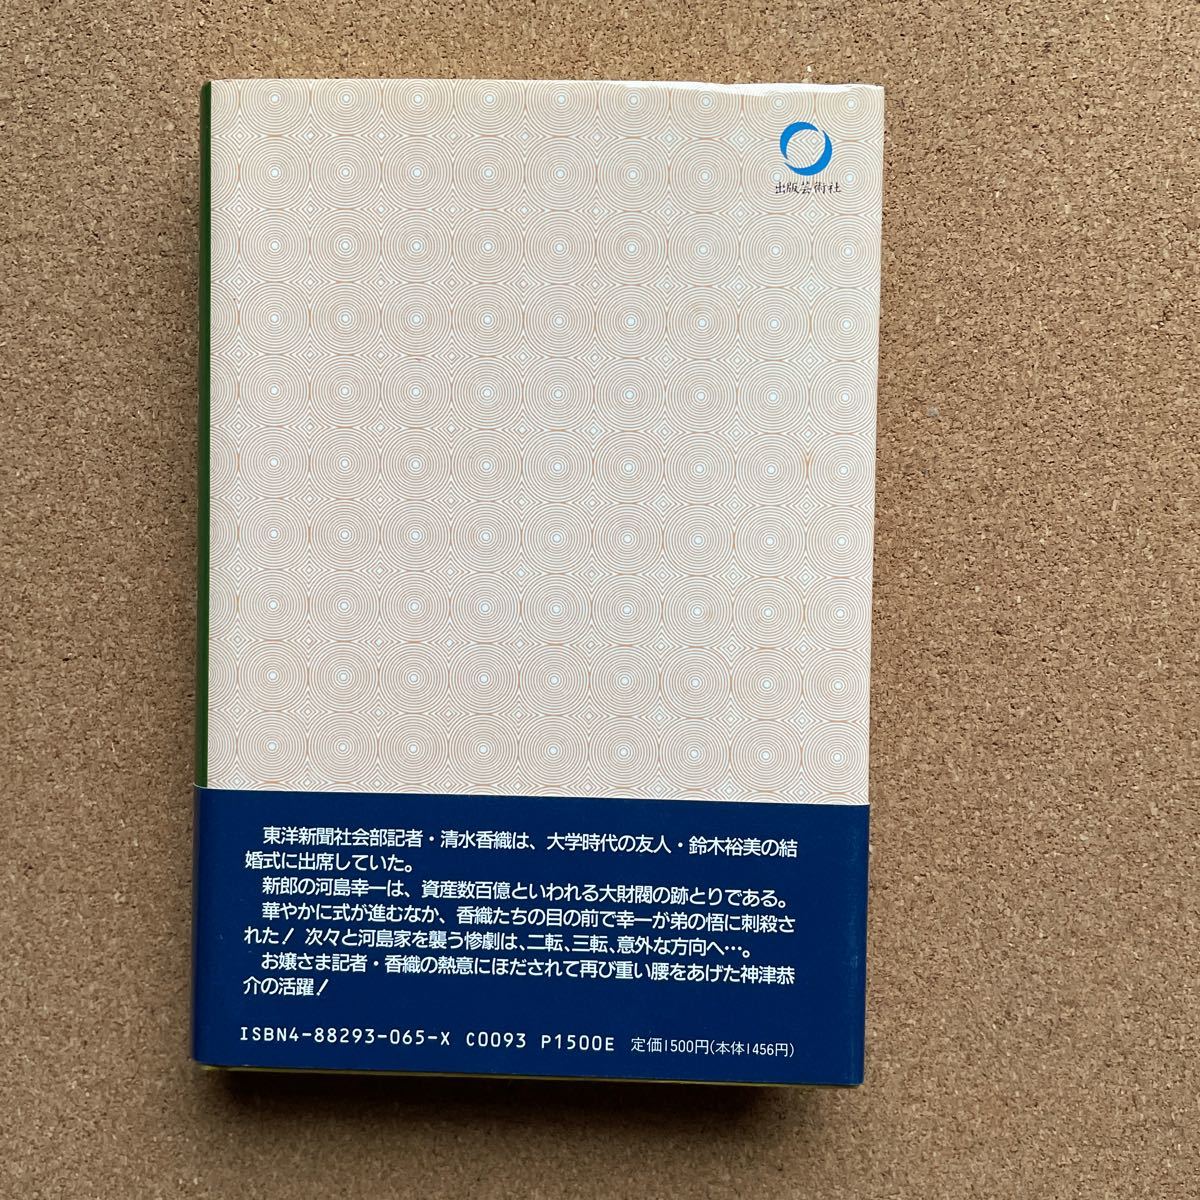 出版芸術社
東洋新聞社会部記者・清水香織は、大学時代の友人・鈴木裕美の結
婚式に出席していた。
新郎の河島幸一は、資産数百億といわれる大財閥の跡とりである。
華やかに式が進むなか、香織たちの目の前で幸一が弟の悟に刺殺さ
れた! 次々と河島家を襲う惨劇は、二転、三転、意外な方向へ…。
お嬢さま記者・香織の熱意にほだされて再び重い腰をあげた神津恭
介の活躍!
ISBN4-88293-065-X C0093 P1500E 定価1500円(本体1456円)